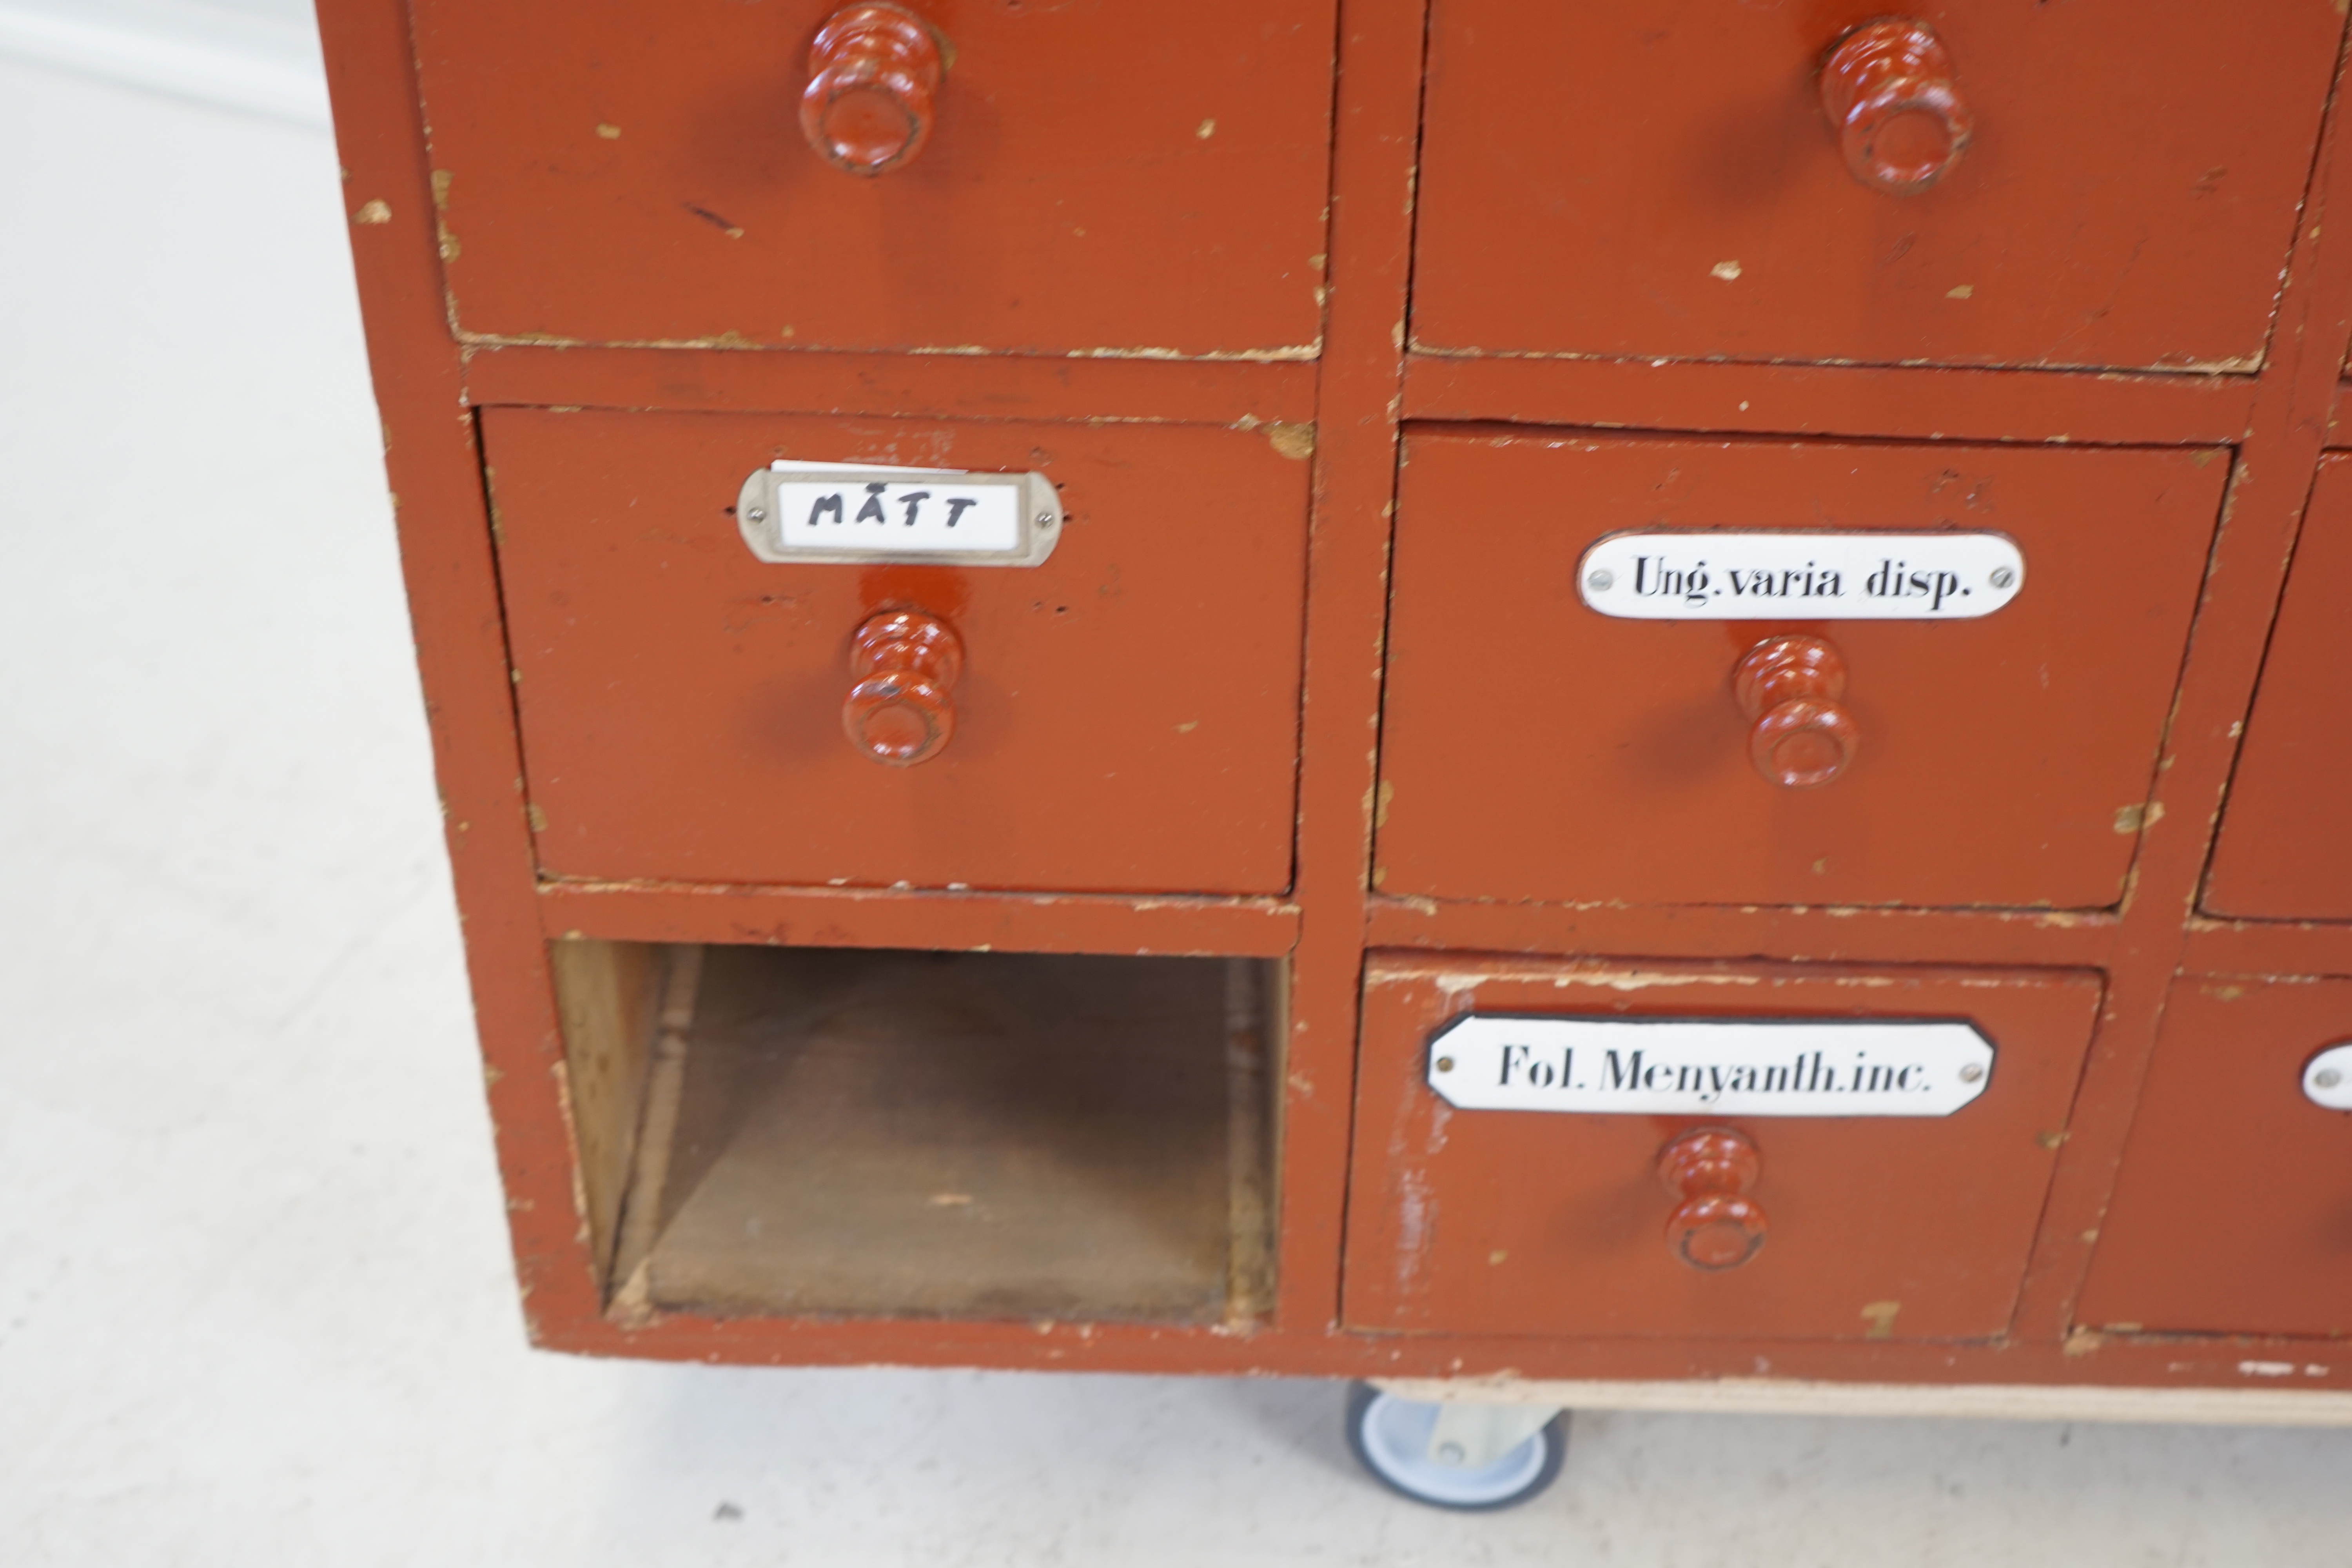 MÅTT
Ung. varia disp.
Fol. Menyanth. inc.